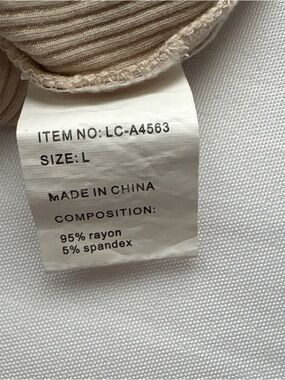 ITEM NO: LC-A4563
SIZE: L
MADE IN CHINA
COMPOSITION:
95% rayon
5% spandex